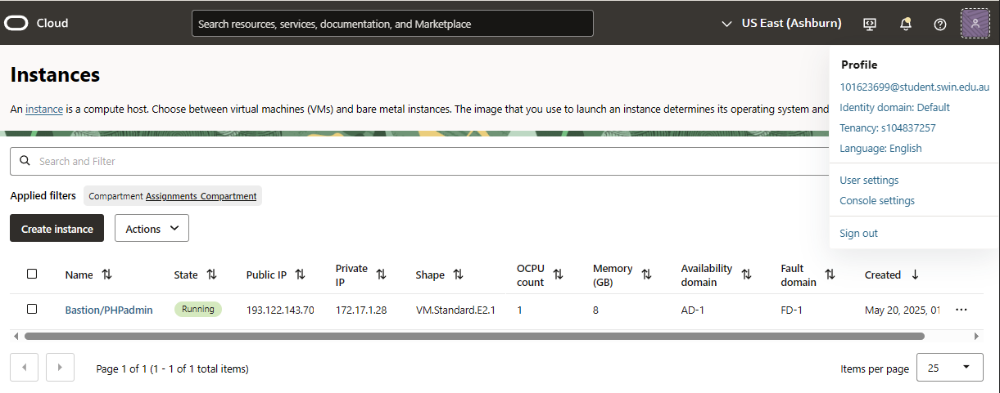 Cloud
Search resources, services, documentation, and Marketplace
US East (Ashburn)
Profile
101623699@student.swin.edu.au
Identity domain: Default
Tenancy: s104837257
Language: English
User settings
Console settings
Sign out
Instances
An instance is a compute host. Choose between virtual machines (VMs) and bare metal instances. The image that you use to launch an instance determines its operating system and
Search and Filter
Applied filters Compartment Assignments_Compartment
Create instance Actions
Name State Public IP Private IP Shape OCPU count Memory (GB) Availability domain Fault domain Created
Bastion/PHPadmin Running 193.122.143.70 172.17.1.28 VM.Standard.E2.1 1 8 AD-1 FD-1 May 20, 2025, 01
Page 1 of 1 (1 - 1 of 1 total items) Items per page 25